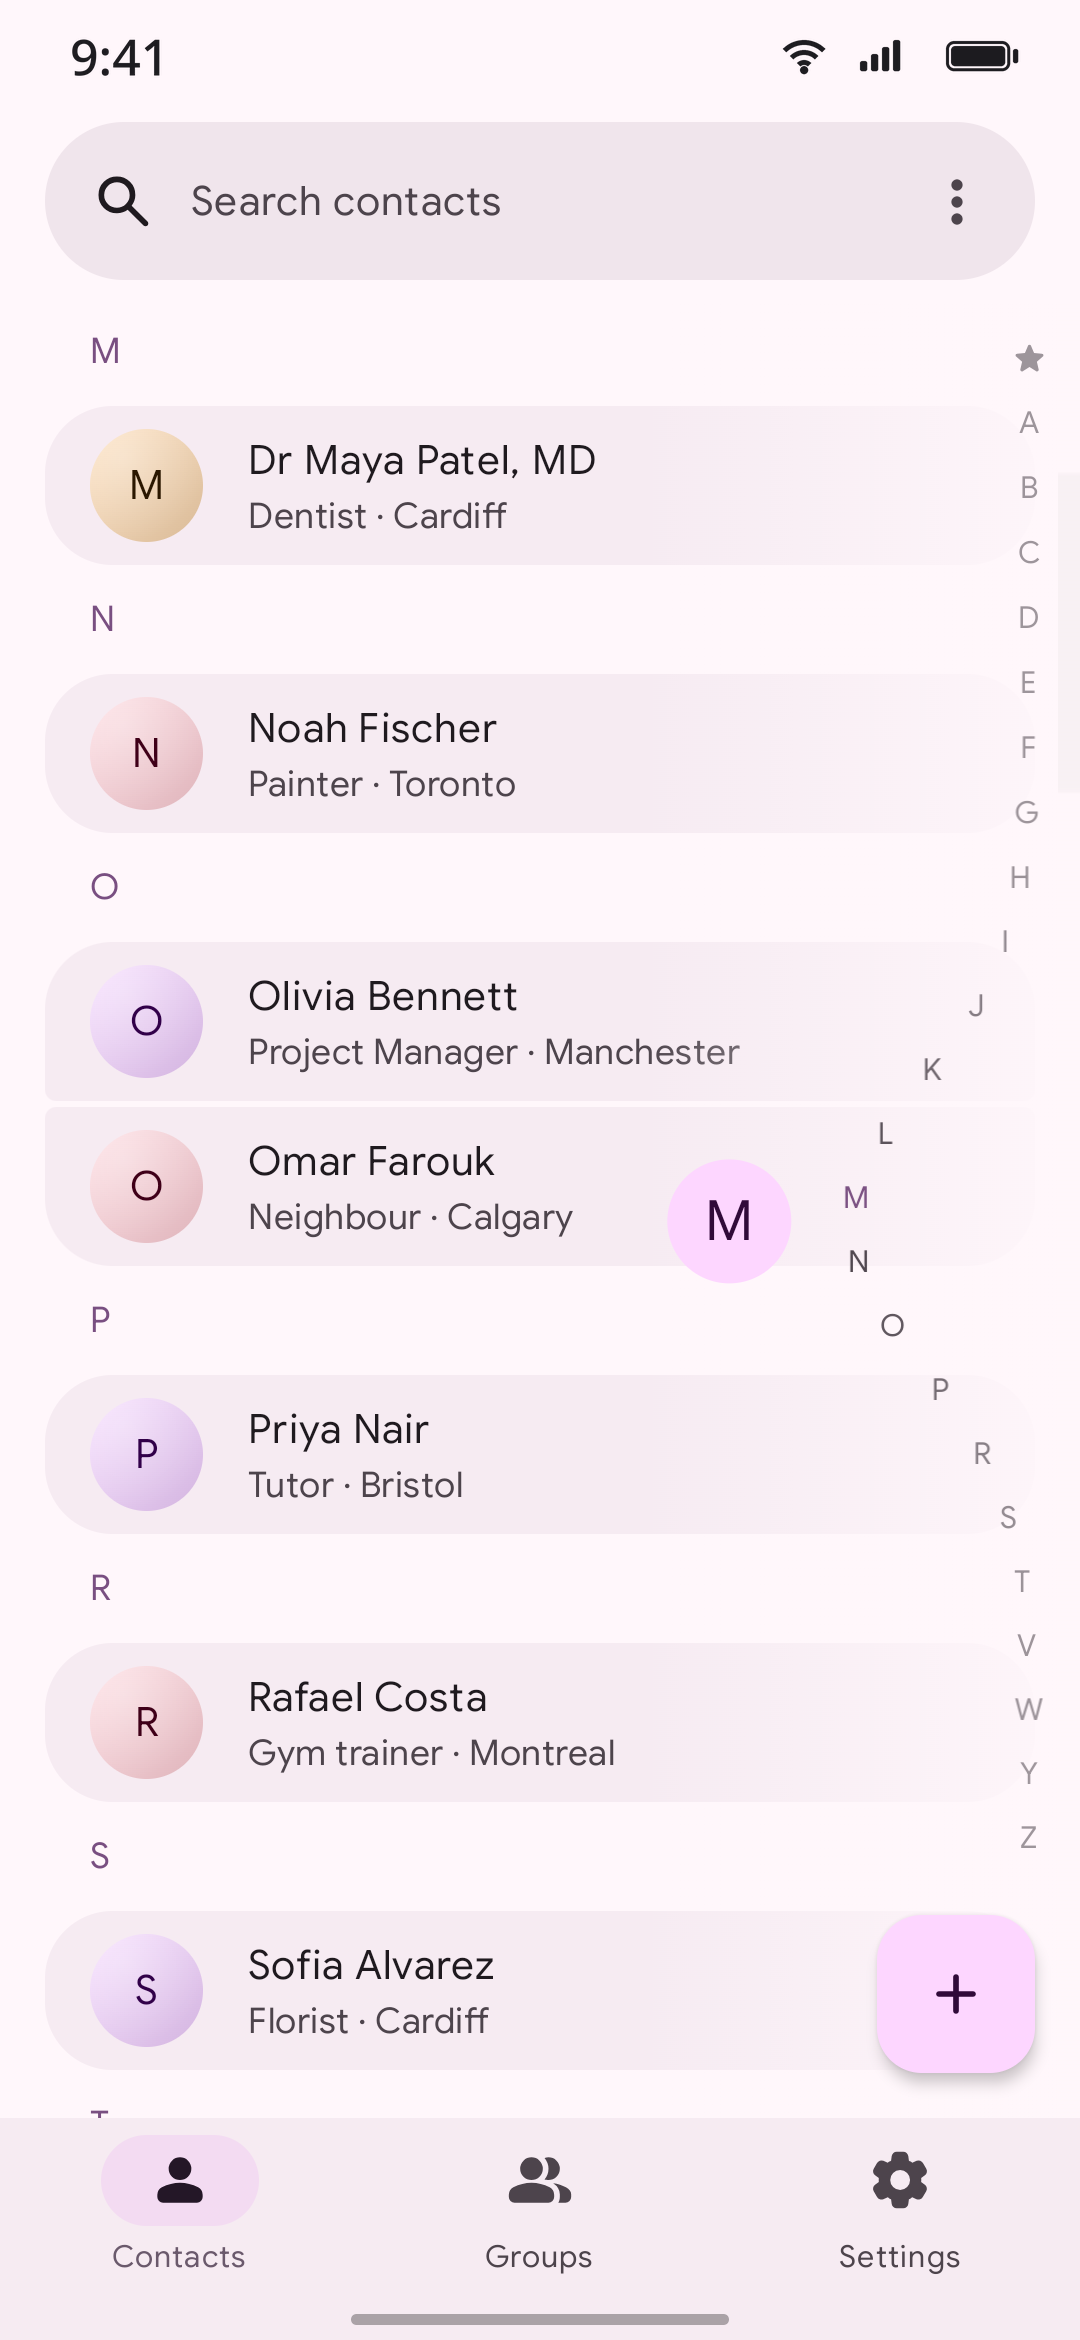 9:41
Search contacts
M
M
Dr Maya Patel, MD
Dentist · Cardiff
N
N
Noah Fischer
Painter · Toronto
O
O
Olivia Bennett
Project Manager · Manchester
O
Omar Farouk
Neighbour · Calgary
M
P
P
Priya Nair
Tutor · Bristol
R
R
Rafael Costa
Gym trainer · Montreal
S
S
Sofia Alvarez
Florist · Cardiff
A
B
C
D
E
F
G
H
I
J
K
L
M
N
O
P
R
S
T
V
W
Y
Z
Contacts
Groups
Settings